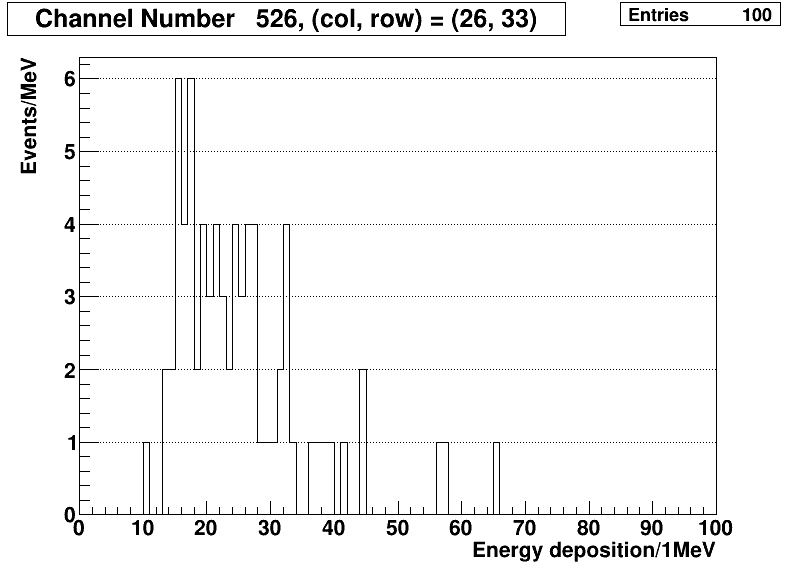 Channel Number 526, (col, row) = (26, 33)
Entries 100
Events/MeV
6
5
4
3
2
1
0
0 10 20 30 40 50 60 70 80 90 100
Energy deposition/1MeV